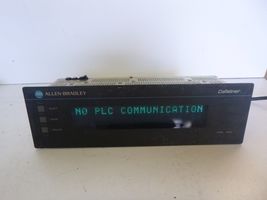 ALLEN-BRADLEY
Dataliner
NO PLC COMMUNICATION